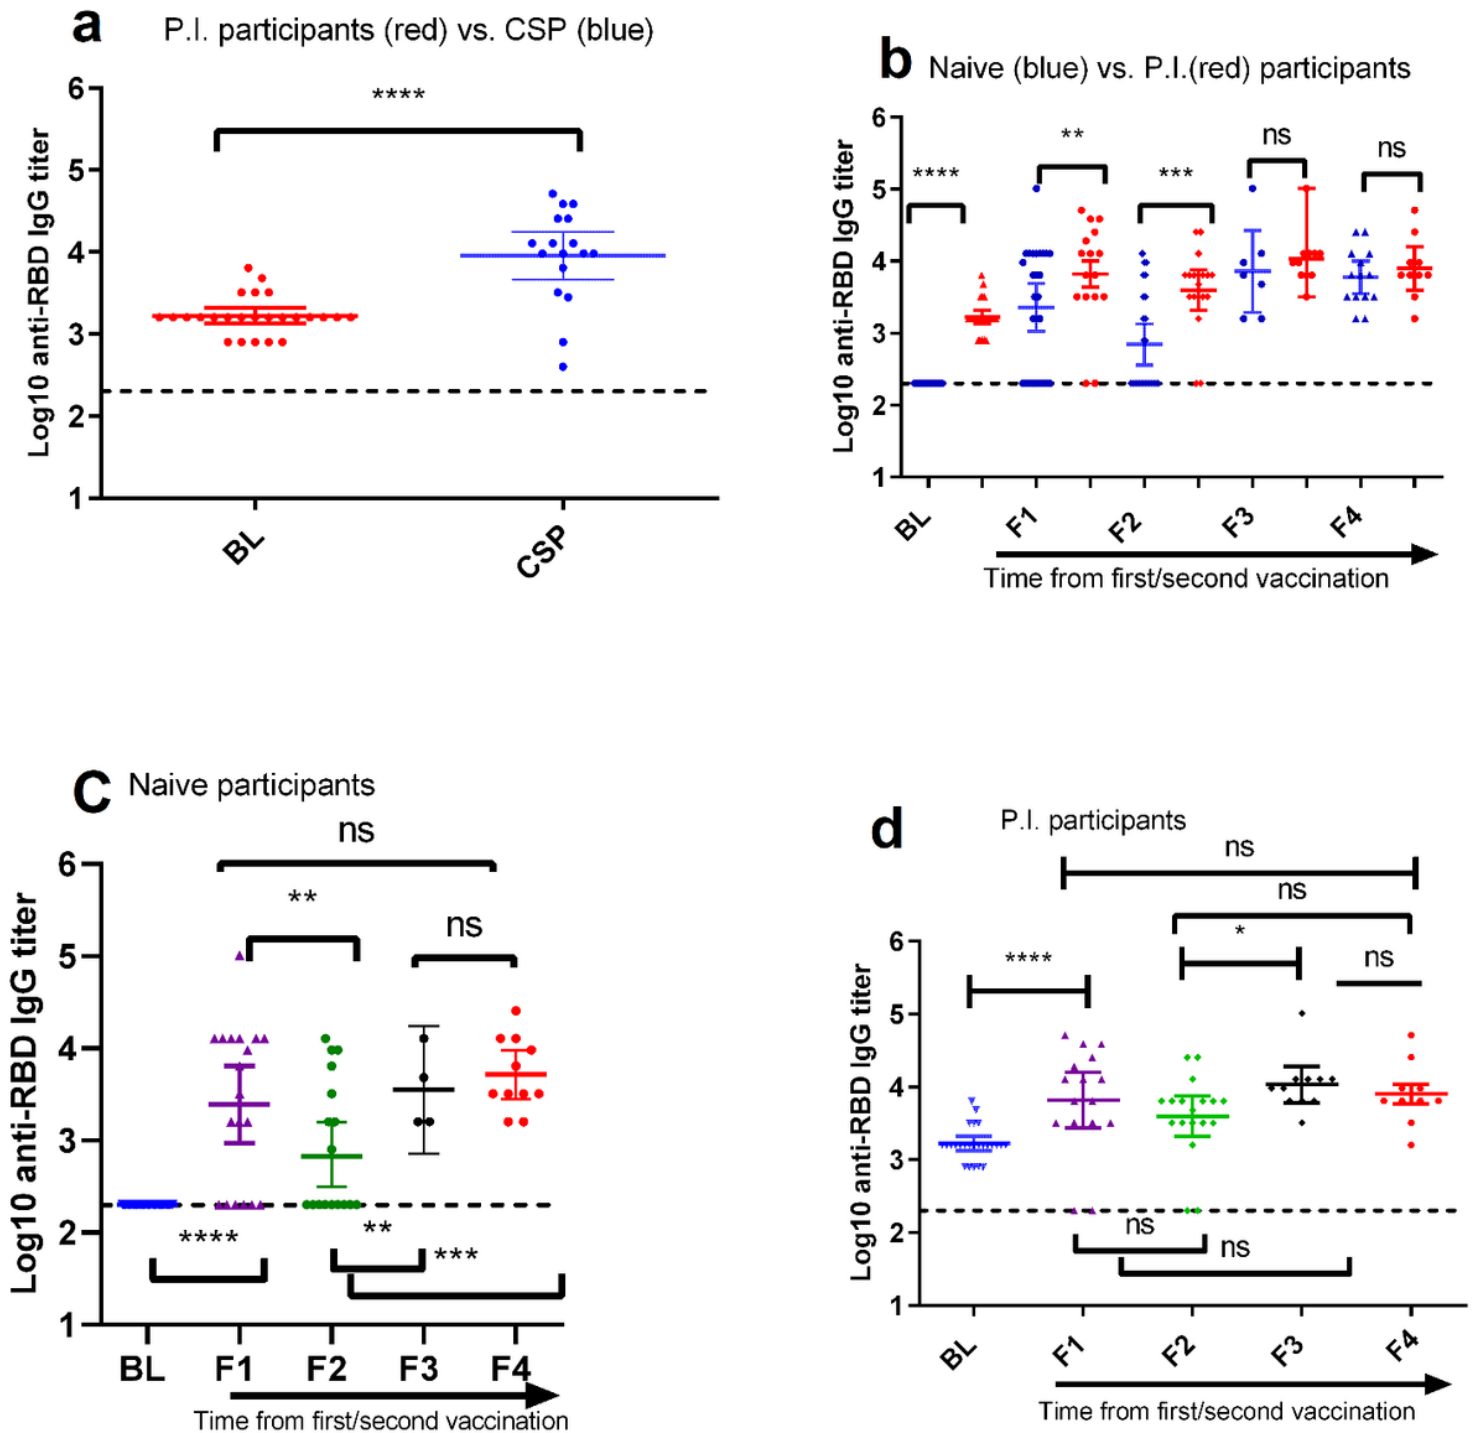 a P.I. participants (red) vs. CSP (blue)
****
Log10 anti-RBD IgG titer
6
5
4
3
2
1
BL CSP
b Naive (blue) vs. P.I.(red) participants
**** ** *** ns ns
Log10 anti-RBD IgG titer
6
5
4
3
2
1
BL F1 F2 F3 F4
Time from first/second vaccination
C Naive participants
ns
**
ns
Log10 anti-RBD IgG titer
6
5
4
3
2
1
****
**
***
BL F1 F2 F3 F4
Time from first/second vaccination
d P.I. participants
ns
ns
*
**** ns
Log10 anti-RBD IgG titer
6
5
4
3
2
1
ns
ns
BL F1 F2 F3 F4
Time from first/second vaccination